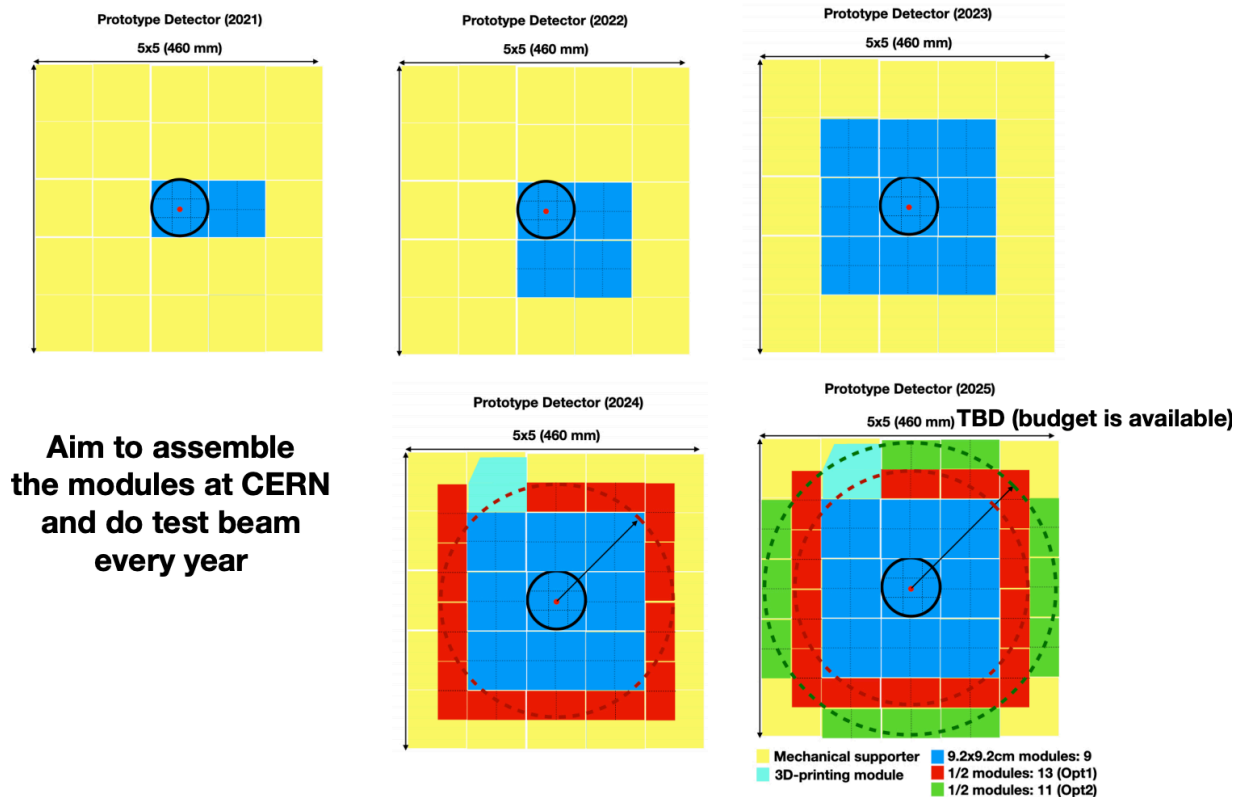 Prototype Detector (2021)
5x5 (460 mm)
Prototype Detector (2022)
5x5 (460 mm)
Prototype Detector (2023)
5x5 (460 mm)
Aim to assemble
the modules at CERN
and do test beam
every year
Prototype Detector (2024)
5x5 (460 mm)
Prototype Detector (2025)
5x5 (460 mm) TBD (budget is available)
Mechanical supporter
3D-printing module
9.2x9.2cm modules: 9
1/2 modules: 13 (Opt1)
1/2 modules: 11 (Opt2)